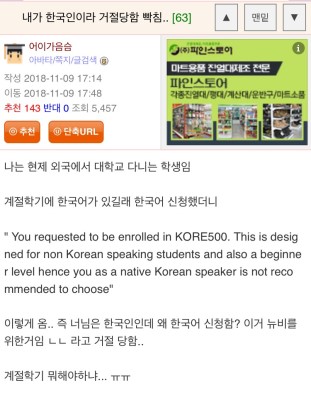 내가 한국인이라 거절당함 빡침.. [63]
▲
맨밑
▼
어이가음슴
아바타/쪽지/글검색
작성 2018-11-09 17:14
이동 2018-11-09 17:48
추천 143 반대 0 조회 5,457
추천
단축URL
(주)파인스토어
마트용품 진열대제조 전문
파인스토어
각종진열대/평대/계산대/운반구/마트소품
나는 현재 외국에서 대학교 다니는 학생임
계절학기에 한국어가 있길래 한국어 신청했더니
" You requested to be enrolled in KORE500. This is desig
ned for non Korean speaking students and also a beginne
r level hence you as a native Korean speaker is not reco
mmended to choose"
이렇게 옴.. 즉 너님은 한국인인데 왜 한국어 신청함? 이거 뉴비를
위한거임 ㄴㄴ 라고 거절 당함..
계절학기 뭐해야하냐... ㅠㅠ